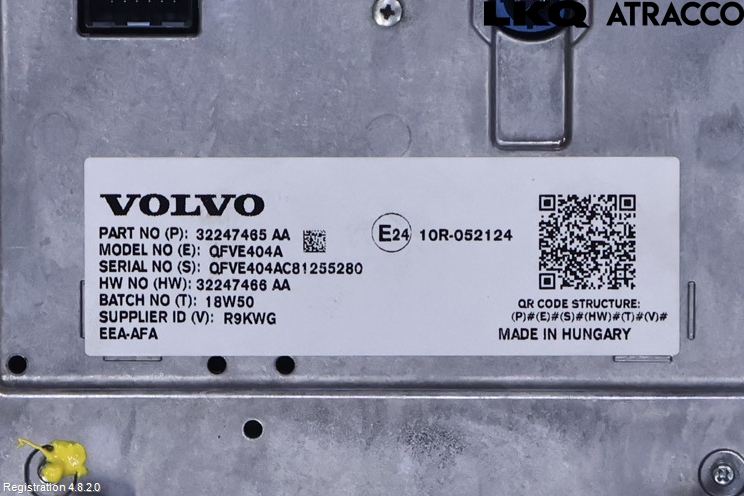 LKQ ATRACCO
VOLVO
PART NO (P): 32247465 AA
MODEL NO (E): QFVE404A
SERIAL NO (S): QFVE404AC81255280
HW NO (HW): 32247466 AA
BATCH NO (T): 18W50
SUPPLIER ID (V): R9KWG
EEA-AFA
E24 10R-052124
QR CODE STRUCTURE:
(P)#(E)#(S)#(HW)#(T)#(V)#
MADE IN HUNGARY
Registration 4.8.2.0